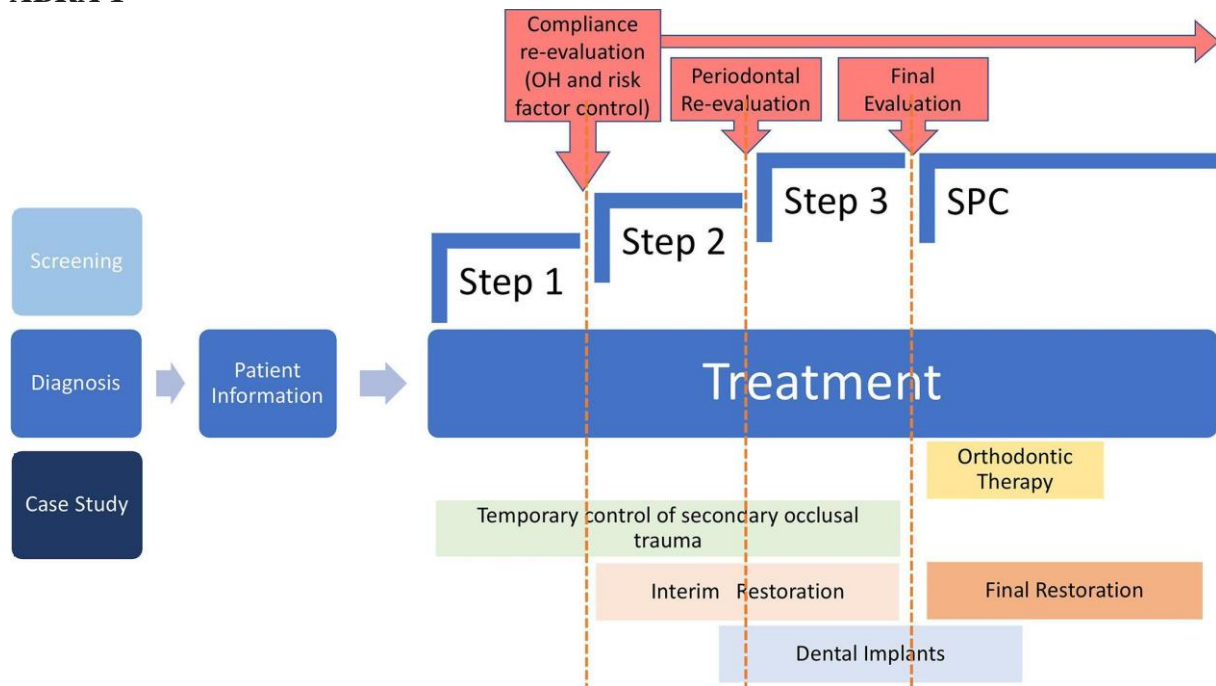 Compliance
re-evaluation
(OH and risk
factor control)
Periodontal
Re-evaluation
Final
Evaluation
Step 1
Step 2
Step 3
SPC
Screening
Diagnosis
Case Study
Patient
Information
Treatment
Orthodontic
Therapy
Temporary control of secondary occlusal
trauma
Interim Restoration
Final Restoration
Dental Implants